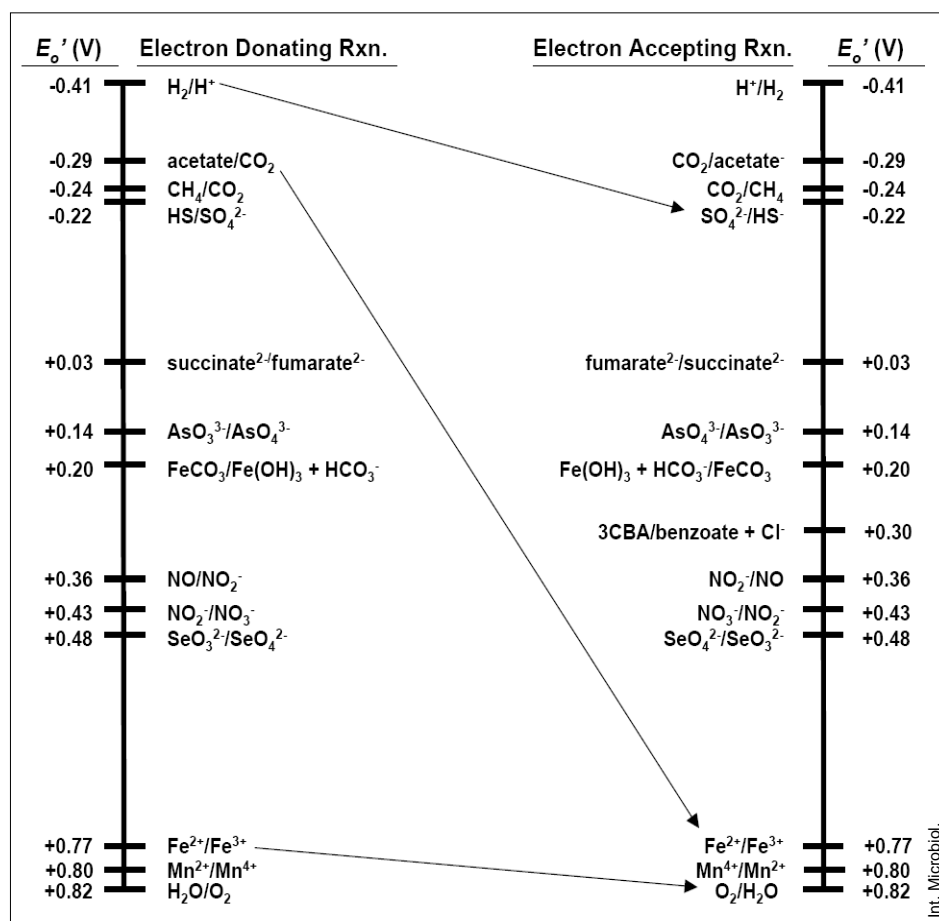 Eₒ’ (V) Electron Donating Rxn. Electron Accepting Rxn. Eₒ’ (V)
-0.41 H₂/H⁺ H⁺/H₂ -0.41
-0.29 acetate/CO₂ CO₂/acetate⁻ -0.29
-0.24 CH₄/CO₂ CO₂/CH₄ -0.24
-0.22 HS/SO₄²⁻ SO₄²⁻/HS⁻ -0.22
+0.03 succinate²⁻/fumarate²⁻ fumarate²⁻/succinate²⁻ +0.03
+0.14 AsO₃³⁻/AsO₄³⁻ AsO₄³⁻/AsO₃³⁻ +0.14
+0.20 FeCO₃/Fe(OH)₃ + HCO₃⁻ Fe(OH)₃ + HCO₃⁻/FeCO₃ +0.20
3CBA/benzoate + Cl⁻ +0.30
+0.36 NO/NO₂⁻ NO₂⁻/NO +0.36
+0.43 NO₂⁻/NO₃⁻ NO₃⁻/NO₂⁻ +0.43
+0.48 SeO₃²⁻/SeO₄²⁻ SeO₄²⁻/SeO₃²⁻ +0.48
+0.77 Fe²⁺/Fe³⁺ Fe²⁺/Fe³⁺ +0.77
+0.80 Mn²⁺/Mn⁴⁺ Mn⁴⁺/Mn²⁺ +0.80
+0.82 H₂O/O₂ O₂/H₂O +0.82
Int. Microbiol.